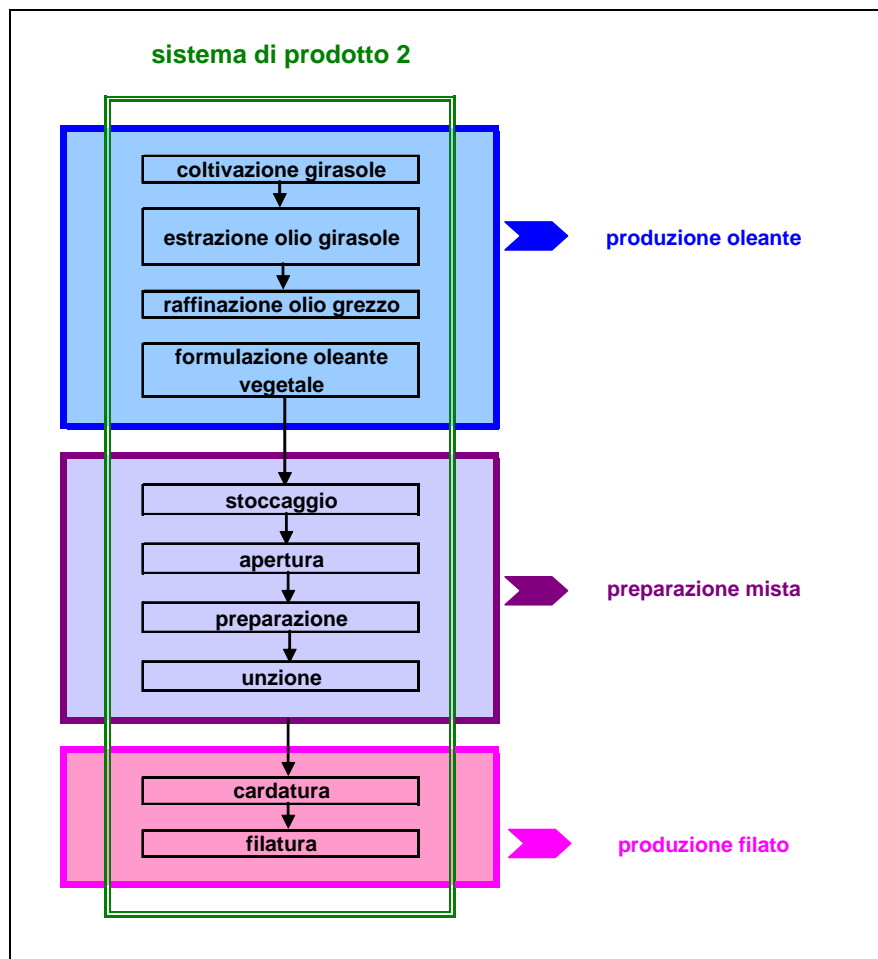 sistema di prodotto 2
coltivazione girasole
estrazione olio girasole
produzione oleante
raffinazione olio grezzo
formulazione oleante
vegetale
stoccaggio
apertura
preparazione mista
preparazione
unzione
cardatura
filatura
produzione filato